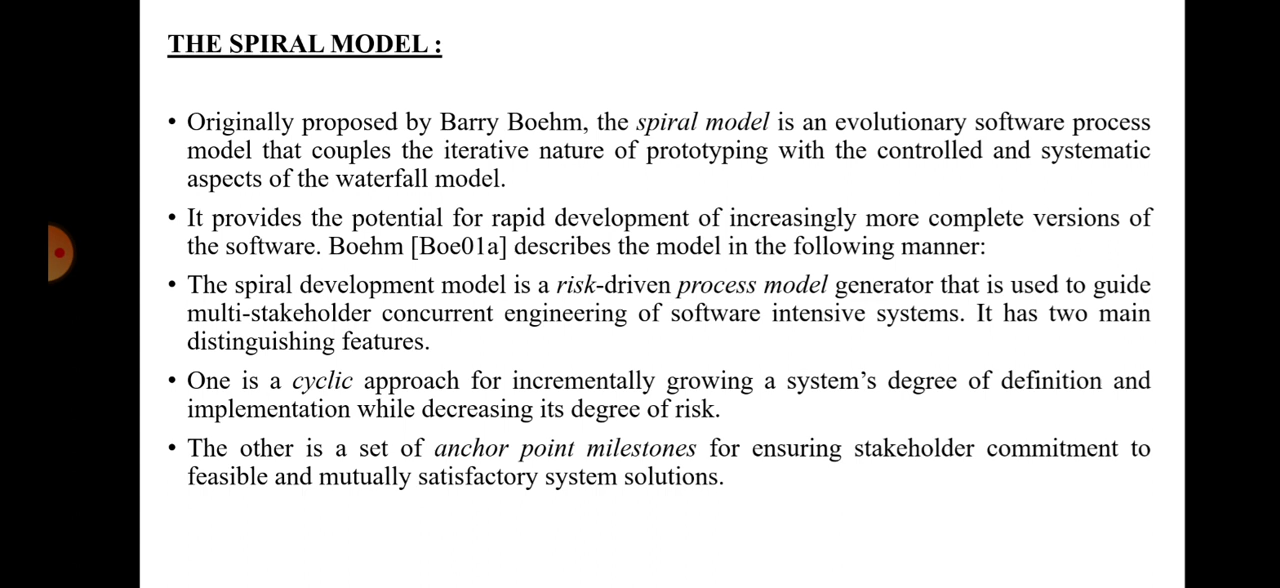 THE SPIRAL MODEL :
• Originally proposed by Barry Boehm, the spiral model is an evolutionary software process
model that couples the iterative nature of prototyping with the controlled and systematic
aspects of the waterfall model.
• It provides the potential for rapid development of increasingly more complete versions of
the software. Boehm [Boe01a] describes the model in the following manner:
• The spiral development model is a risk-driven process model generator that is used to guide
multi-stakeholder concurrent engineering of software intensive systems. It has two main
distinguishing features.
• One is a cyclic approach for incrementally growing a system’s degree of definition and
implementation while decreasing its degree of risk.
• The other is a set of anchor point milestones for ensuring stakeholder commitment to
feasible and mutually satisfactory system solutions.